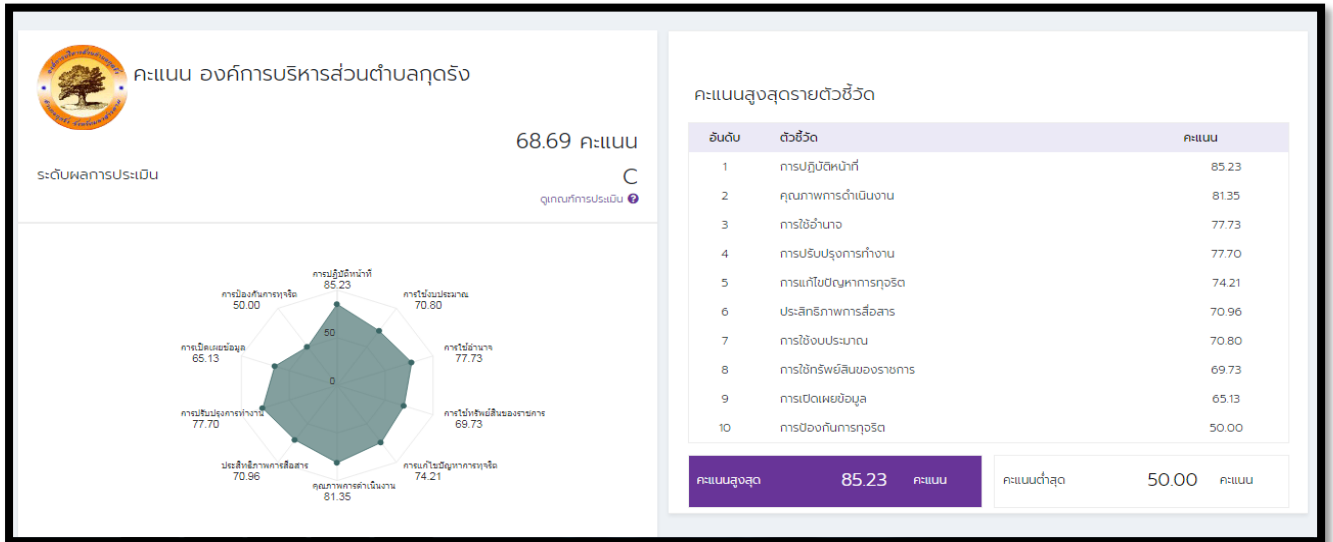 คะแนน องค์การบริหารส่วนตำบลกุดรัง
68.69 คะแนน
ระดับผลการประเมิน
C
ดูเกณฑ์การประเมิน
การปฏิบัติหน้าที่
85.23
การใช้งบประมาณ
70.80
การใช้อำนาจ
77.73
การใช้ทรัพย์สินของราชการ
69.73
การแก้ไขปัญหาการทุจริต
74.21
คุณภาพการดำเนินงาน
81.35
ประสิทธิภาพการสื่อสาร
70.96
การปรับปรุงการทำงาน
77.70
การเปิดเผยข้อมูล
65.13
การป้องกันการทุจริต
50.00
50
0
คะแนนสูงสุดรายตัวชี้วัด
อันดับ ตัวชี้วัด คะแนน
1 การปฏิบัติหน้าที่ 85.23
2 คุณภาพการดำเนินงาน 81.35
3 การใช้อำนาจ 77.73
4 การปรับปรุงการทำงาน 77.70
5 การแก้ไขปัญหาการทุจริต 74.21
6 ประสิทธิภาพการสื่อสาร 70.96
7 การใช้งบประมาณ 70.80
8 การใช้ทรัพย์สินของราชการ 69.73
9 การเปิดเผยข้อมูล 65.13
10 การป้องกันการทุจริต 50.00
คะแนนสูงสุด 85.23 คะแนน
คะแนนต่ำสุด 50.00 คะแนน